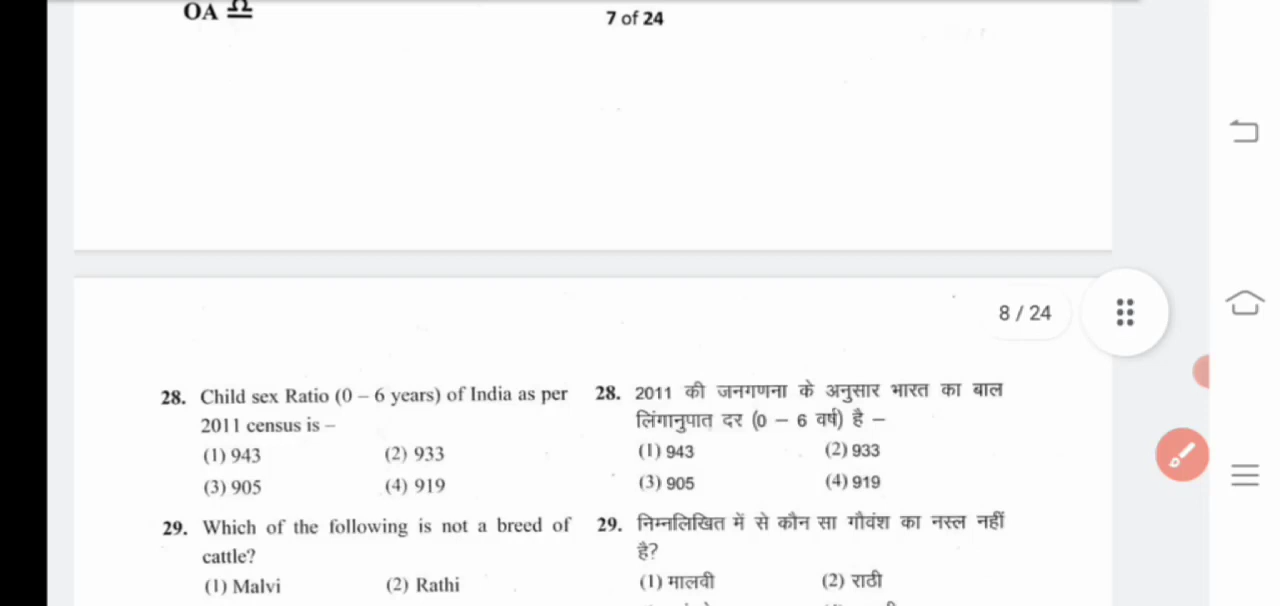 OA
7 of 24
8 / 24
28. Child sex Ratio (0 – 6 years) of India as per
2011 census is –
(1) 943 (2) 933
(3) 905 (4) 919
29. Which of the following is not a breed of
cattle?
(1) Malvi (2) Rathi
28. 2011 की जनगणना के अनुसार भारत का बाल
लिंगानुपात दर (0 – 6 वर्ष) है –
(1) 943 (2) 933
(3) 905 (4) 919
29. निम्नलिखित में से कौन सा गौवंश का नस्ल नहीं
है?
(1) मालवी (2) राठी